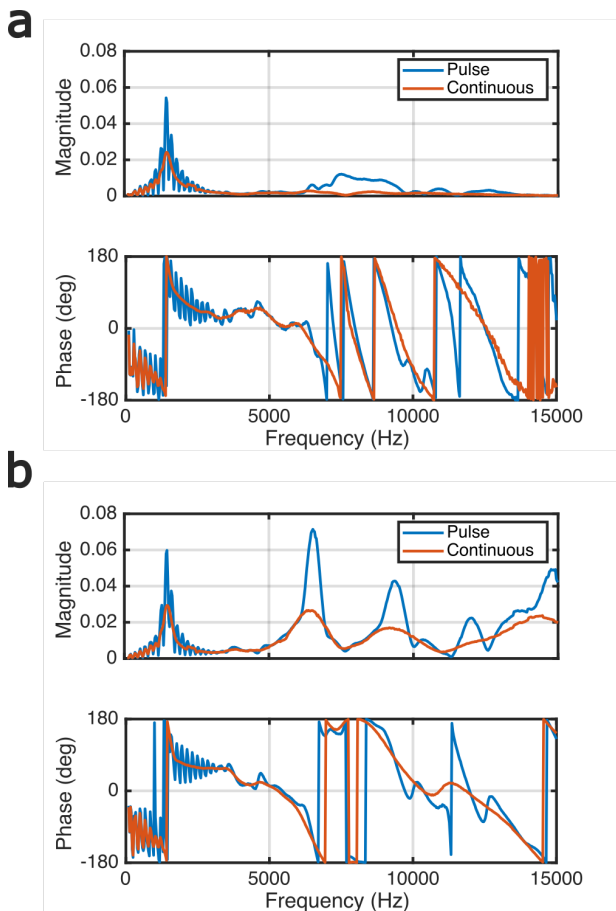 a
0.08
0.06
0.04
0.02
0
Magnitude
Pulse
Continuous
180
0
-180
Phase (deg)
0 5000 10000 15000
Frequency (Hz)
b
0.08
0.06
0.04
0.02
0
Magnitude
Pulse
Continuous
180
0
-180
Phase (deg)
0 5000 10000 15000
Frequency (Hz)